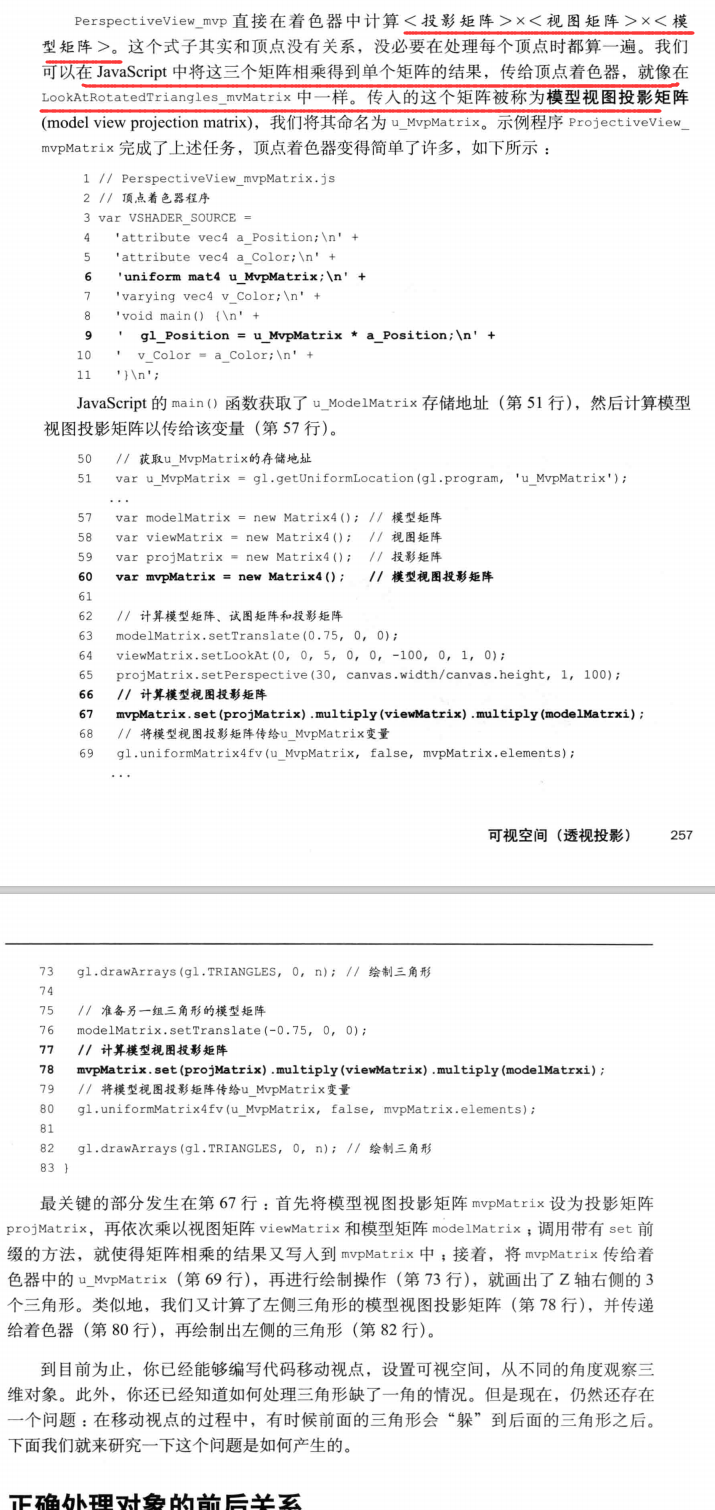 PerspectiveView_mvp 直接在着色器中计算<投影矩阵>×<视图矩阵>×<模
型矩阵>。这个式子其实和顶点没有关系，没必要在处理每个顶点时都算一遍。我们
可以在 JavaScript 中将这三个矩阵相乘得到单个矩阵的结果，传给顶点着色器，就像在
LookAtRotatedTriangles_mvMatrix 中一样。传人的这个矩阵被称为模型视图投影矩阵
(model view projection matrix)，我们将其命名为 u_MvpMatrix。示例程序 ProjectiveView_
mvpMatrix 完成了上述任务，顶点着色器变得简单了许多，如下所示：
1 // PerspectiveView_mvpMatrix.js
2 // 顶点着色器程序
3 var VSHADER_SOURCE =
4 'attribute vec4 a_Position;\n' +
5 'attribute vec4 a_Color;\n' +
6 'uniform mat4 u_MvpMatrix;\n' +
7 'varying vec4 v_Color;\n' +
8 'void main() {\n' +
9 ' gl_Position = u_MvpMatrix * a_Position;\n' +
10 ' v_Color = a_Color;\n' +
11 '}\n';
JavaScript 的 main() 函数获取了 u_ModelMatrix 存储地址（第 51 行），然后计算模型
视图投影矩阵以传给该变量（第 57 行）。
50 // 获取u_MvpMatrix的存储地址
51 var u_MvpMatrix = gl.getUniformLocation(gl.program, 'u_MvpMatrix');
...
57 var modelMatrix = new Matrix4(); // 模型矩阵
58 var viewMatrix = new Matrix4(); // 视图矩阵
59 var projMatrix = new Matrix4(); // 投影矩阵
60 var mvpMatrix = new Matrix4(); // 模型视图投影矩阵
61
62 // 计算模型矩阵、试图矩阵和投影矩阵
63 modelMatrix.setTranslate(0.75, 0, 0);
64 viewMatrix.setLookAt(0, 0, 5, 0, 0, -100, 0, 1, 0);
65 projMatrix.setPerspective(30, canvas.width/canvas.height, 1, 100);
66 // 计算模型视图投影矩阵
67 mvpMatrix.set(projMatrix).multiply(viewMatrix).multiply(modelMatrxi);
68 // 将模型视图投影矩阵传给u_MvpMatrix变量
69 gl.uniformMatrix4fv(u_MvpMatrix, false, mvpMatrix.elements);
...
可视空间（透视投影） 257
73 gl.drawArrays(gl.TRIANGLES, 0, n); // 绘制三角形
74
75 // 准备另一组三角形的模型矩阵
76 modelMatrix.setTranslate(-0.75, 0, 0);
77 // 计算模型视图投影矩阵
78 mvpMatrix.set(projMatrix).multiply(viewMatrix).multiply(modelMatrxi);
79 // 将模型视图投影矩阵传给u_MvpMatrix变量
80 gl.uniformMatrix4fv(u_MvpMatrix, false, mvpMatrix.elements);
81
82 gl.drawArrays(gl.TRIANGLES, 0, n); // 绘制三角形
83 }
最关键的部分发生在第 67 行：首先将模型视图投影矩阵 mvpMatrix 设为投影矩阵
projMatrix，再依次乘以视图矩阵 viewMatrix 和模型矩阵 modelMatrix；调用带有 set 前
缀的方法，就使得矩阵相乘的结果又写入到 mvpMatrix 中；接着，将 mvpMatrix 传给着
色器中的 u_MvpMatrix（第 69 行），再进行绘制操作（第 73 行），就画出了 Z 轴右侧的 3
个三角形。类似地，我们又计算了左侧三角形的模型视图投影矩阵（第 78 行），并传递
给着色器（第 80 行），再绘制出左侧的三角形（第 82 行）。
到目前为止，你已经能够编写代码移动视点，设置可视空间，从不同的角度观察三
维对象。此外，你还已经知道如何处理三角形缺了一角的情况。但是现在，仍然还存在
一个问题：在移动视点的过程中，有时候前面的三角形会“躲”到后面的三角形之后。
下面我们就来研究一下这个问题是如何产生的。
正确处理对象的前后关系